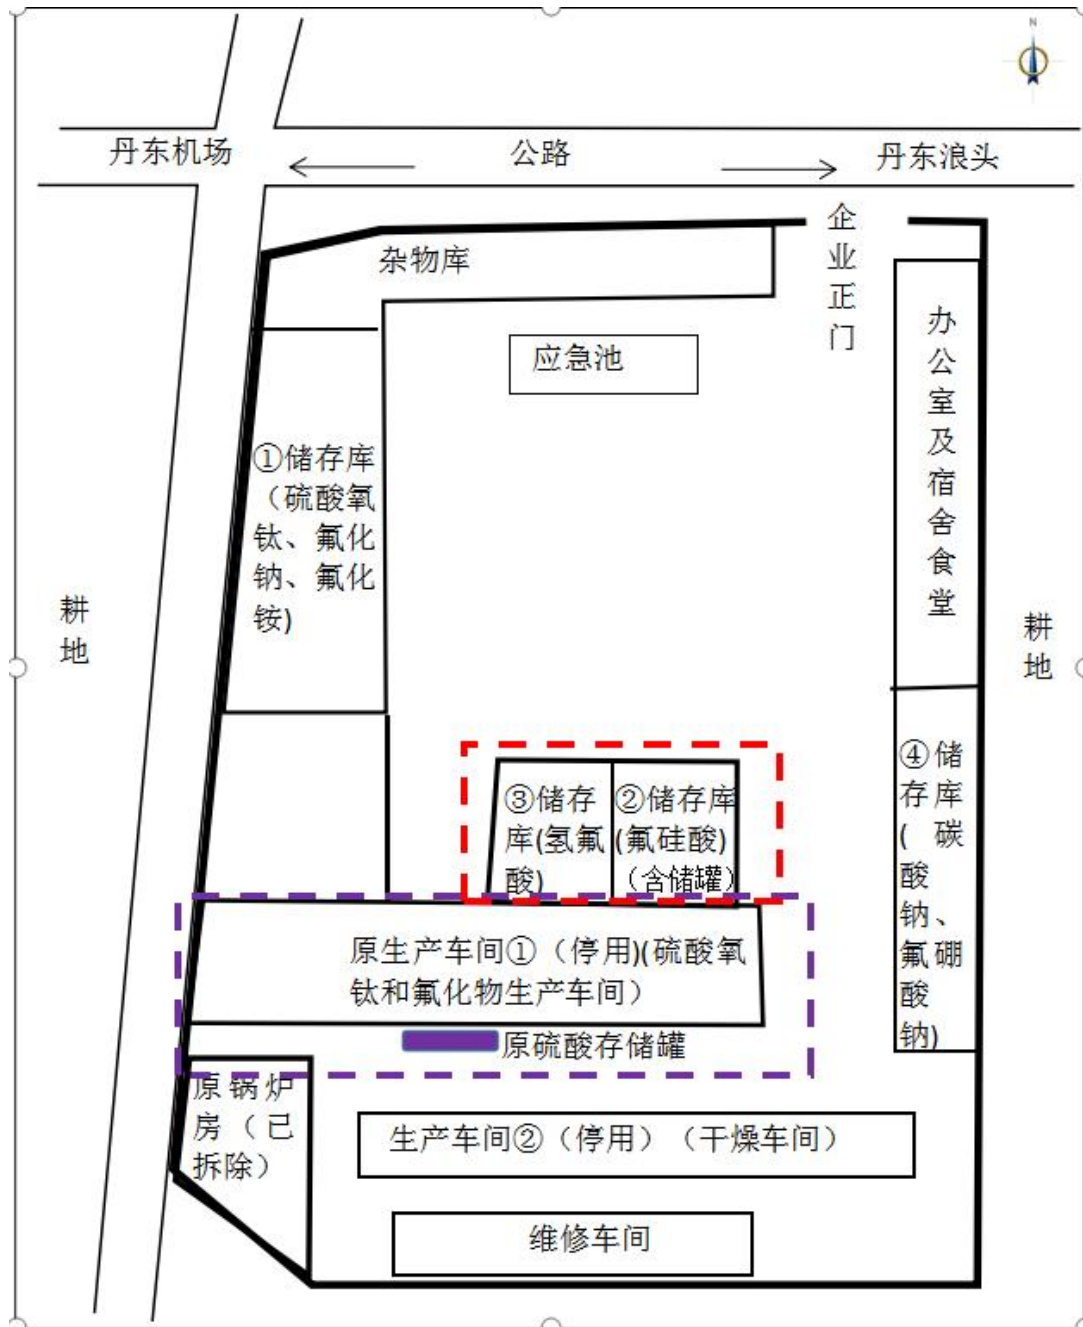 N
丹东机场
公路
丹东浪头
企业正门
杂物库
应急池
办公室及宿舍食堂
①储存库
（硫酸氧
钛、氟化
钠、氟化
铵)
耕地
耕地
③储存
库(氢氟
酸)
②储存库
(氟硅酸)
（含储罐）
④储
存库
( 碳
酸
钠、
氟硼
酸
钠)
原生产车间①（停用)(硫酸氧
钛和氟化物生产车间）
原硫酸存储罐
原锅炉
房（已
拆除）
生产车间②（停用）（干燥车间）
维修车间